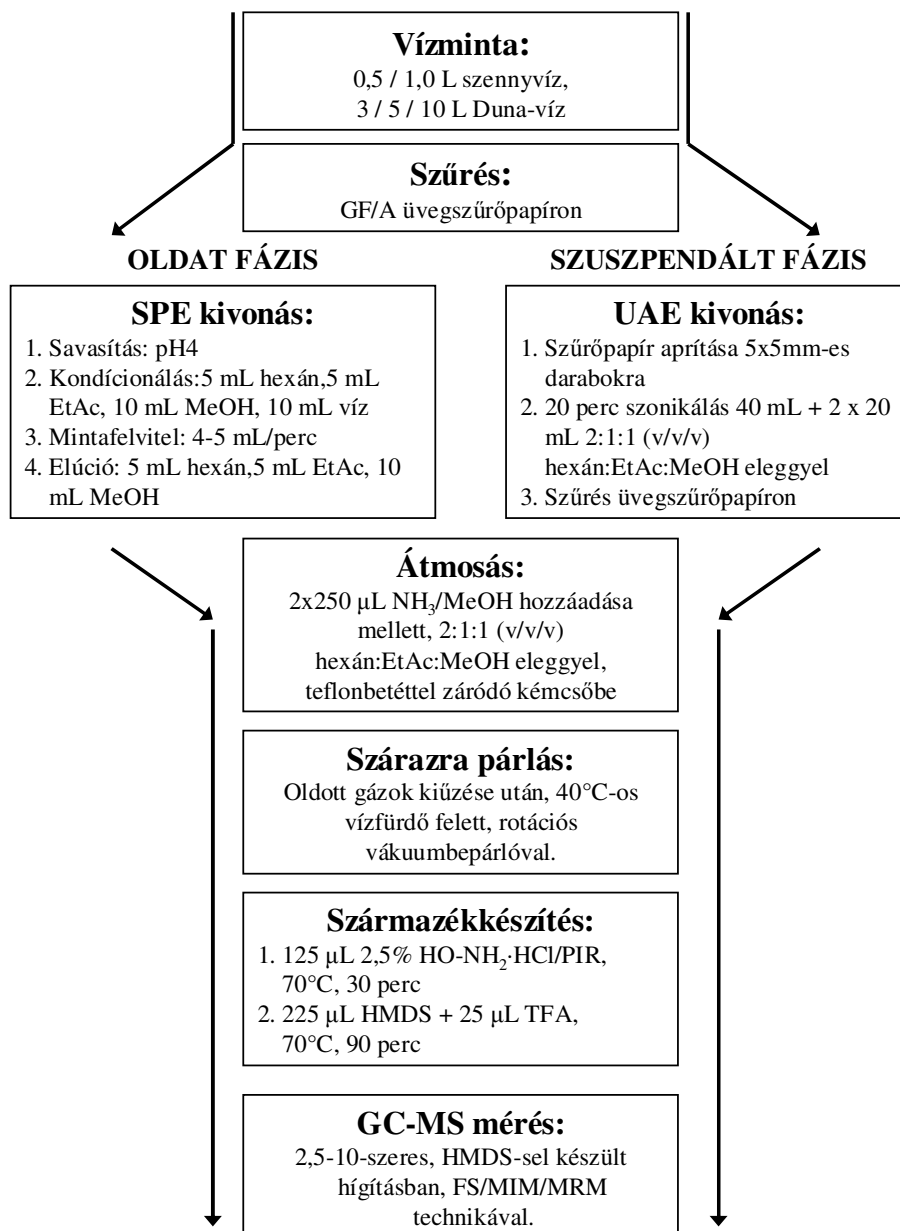 Vízminta:
0,5 / 1,0 L szennyvíz,
3 / 5 / 10 L Duna-víz
Szűrés:
GF/A üvegszűrőpapíron
OLDAT FÁZIS
SPE kivonás:
1. Savasítás: pH4
2. Kondícionálás:5 mL hexán,5 mL
EtAc, 10 mL MeOH, 10 mL víz
3. Mintafelvitel: 4-5 mL/perc
4. Elúció: 5 mL hexán,5 mL EtAc, 10
mL MeOH
SZUSZPENDÁLT FÁZIS
UAE kivonás:
1. Szűrőpapír aprítása 5x5mm-es
darabokra
2. 20 perc szonikálás 40 mL + 2 x 20
mL 2:1:1 (v/v/v)
hexán:EtAc:MeOH eleggyel
3. Szűrés üvegszűrőpapíron
Átmosás:
2x250 µL NH₃/MeOH hozzáadása
mellett, 2:1:1 (v/v/v)
hexán:EtAc:MeOH eleggyel,
teflonbetéttel záródó kémcsőbe
Szárazra párlás:
Oldott gázok kiűzése után, 40°C-os
vízfürdő felett, rotációs
vákuumbepárlóval.
Származékkészítés:
1. 125 µL 2,5% HO-NH₂·HCl/PIR,
70°C, 30 perc
2. 225 µL HMDS + 25 µL TFA,
70°C, 90 perc
GC-MS mérés:
2,5-10-szeres, HMDS-sel készült
hígításban, FS/MIM/MRM
technikával.